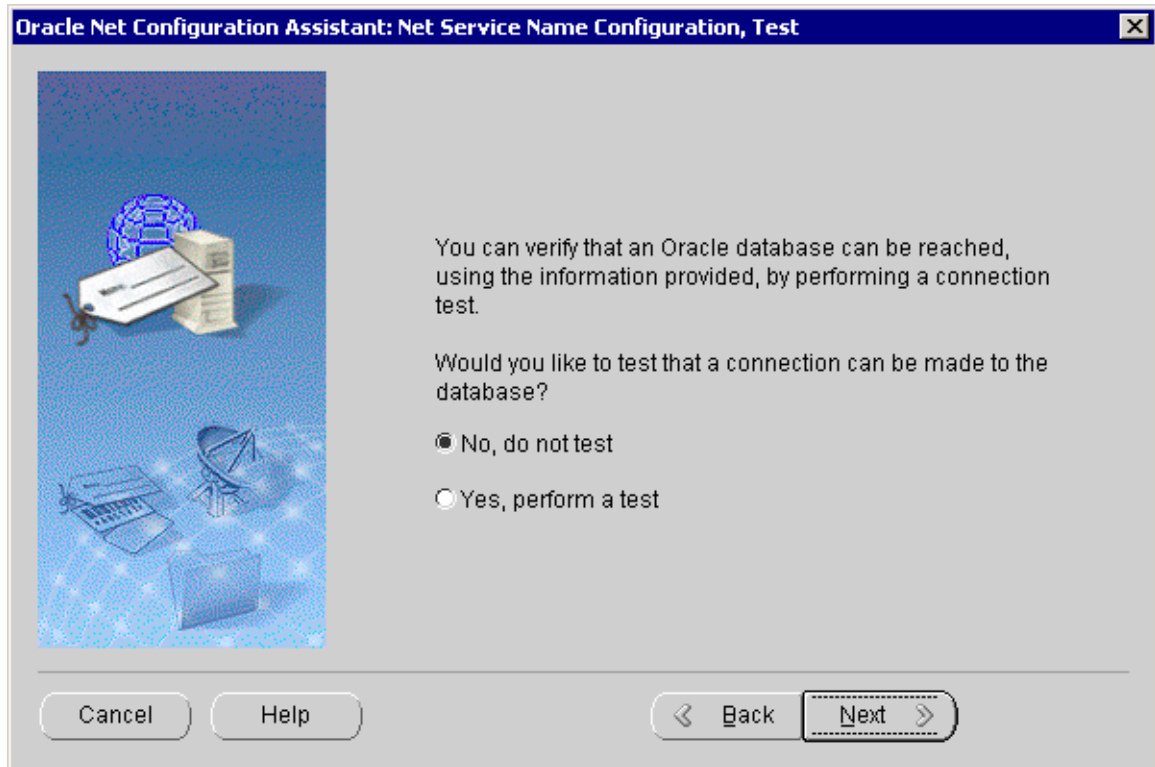 Oracle Net Configuration Assistant: Net Service Name Configuration, Test
You can verify that an Oracle database can be reached,
using the information provided, by performing a connection
test.
Would you like to test that a connection can be made to the
database?
No, do not test
Yes, perform a test
Cancel
Help
Back
Next